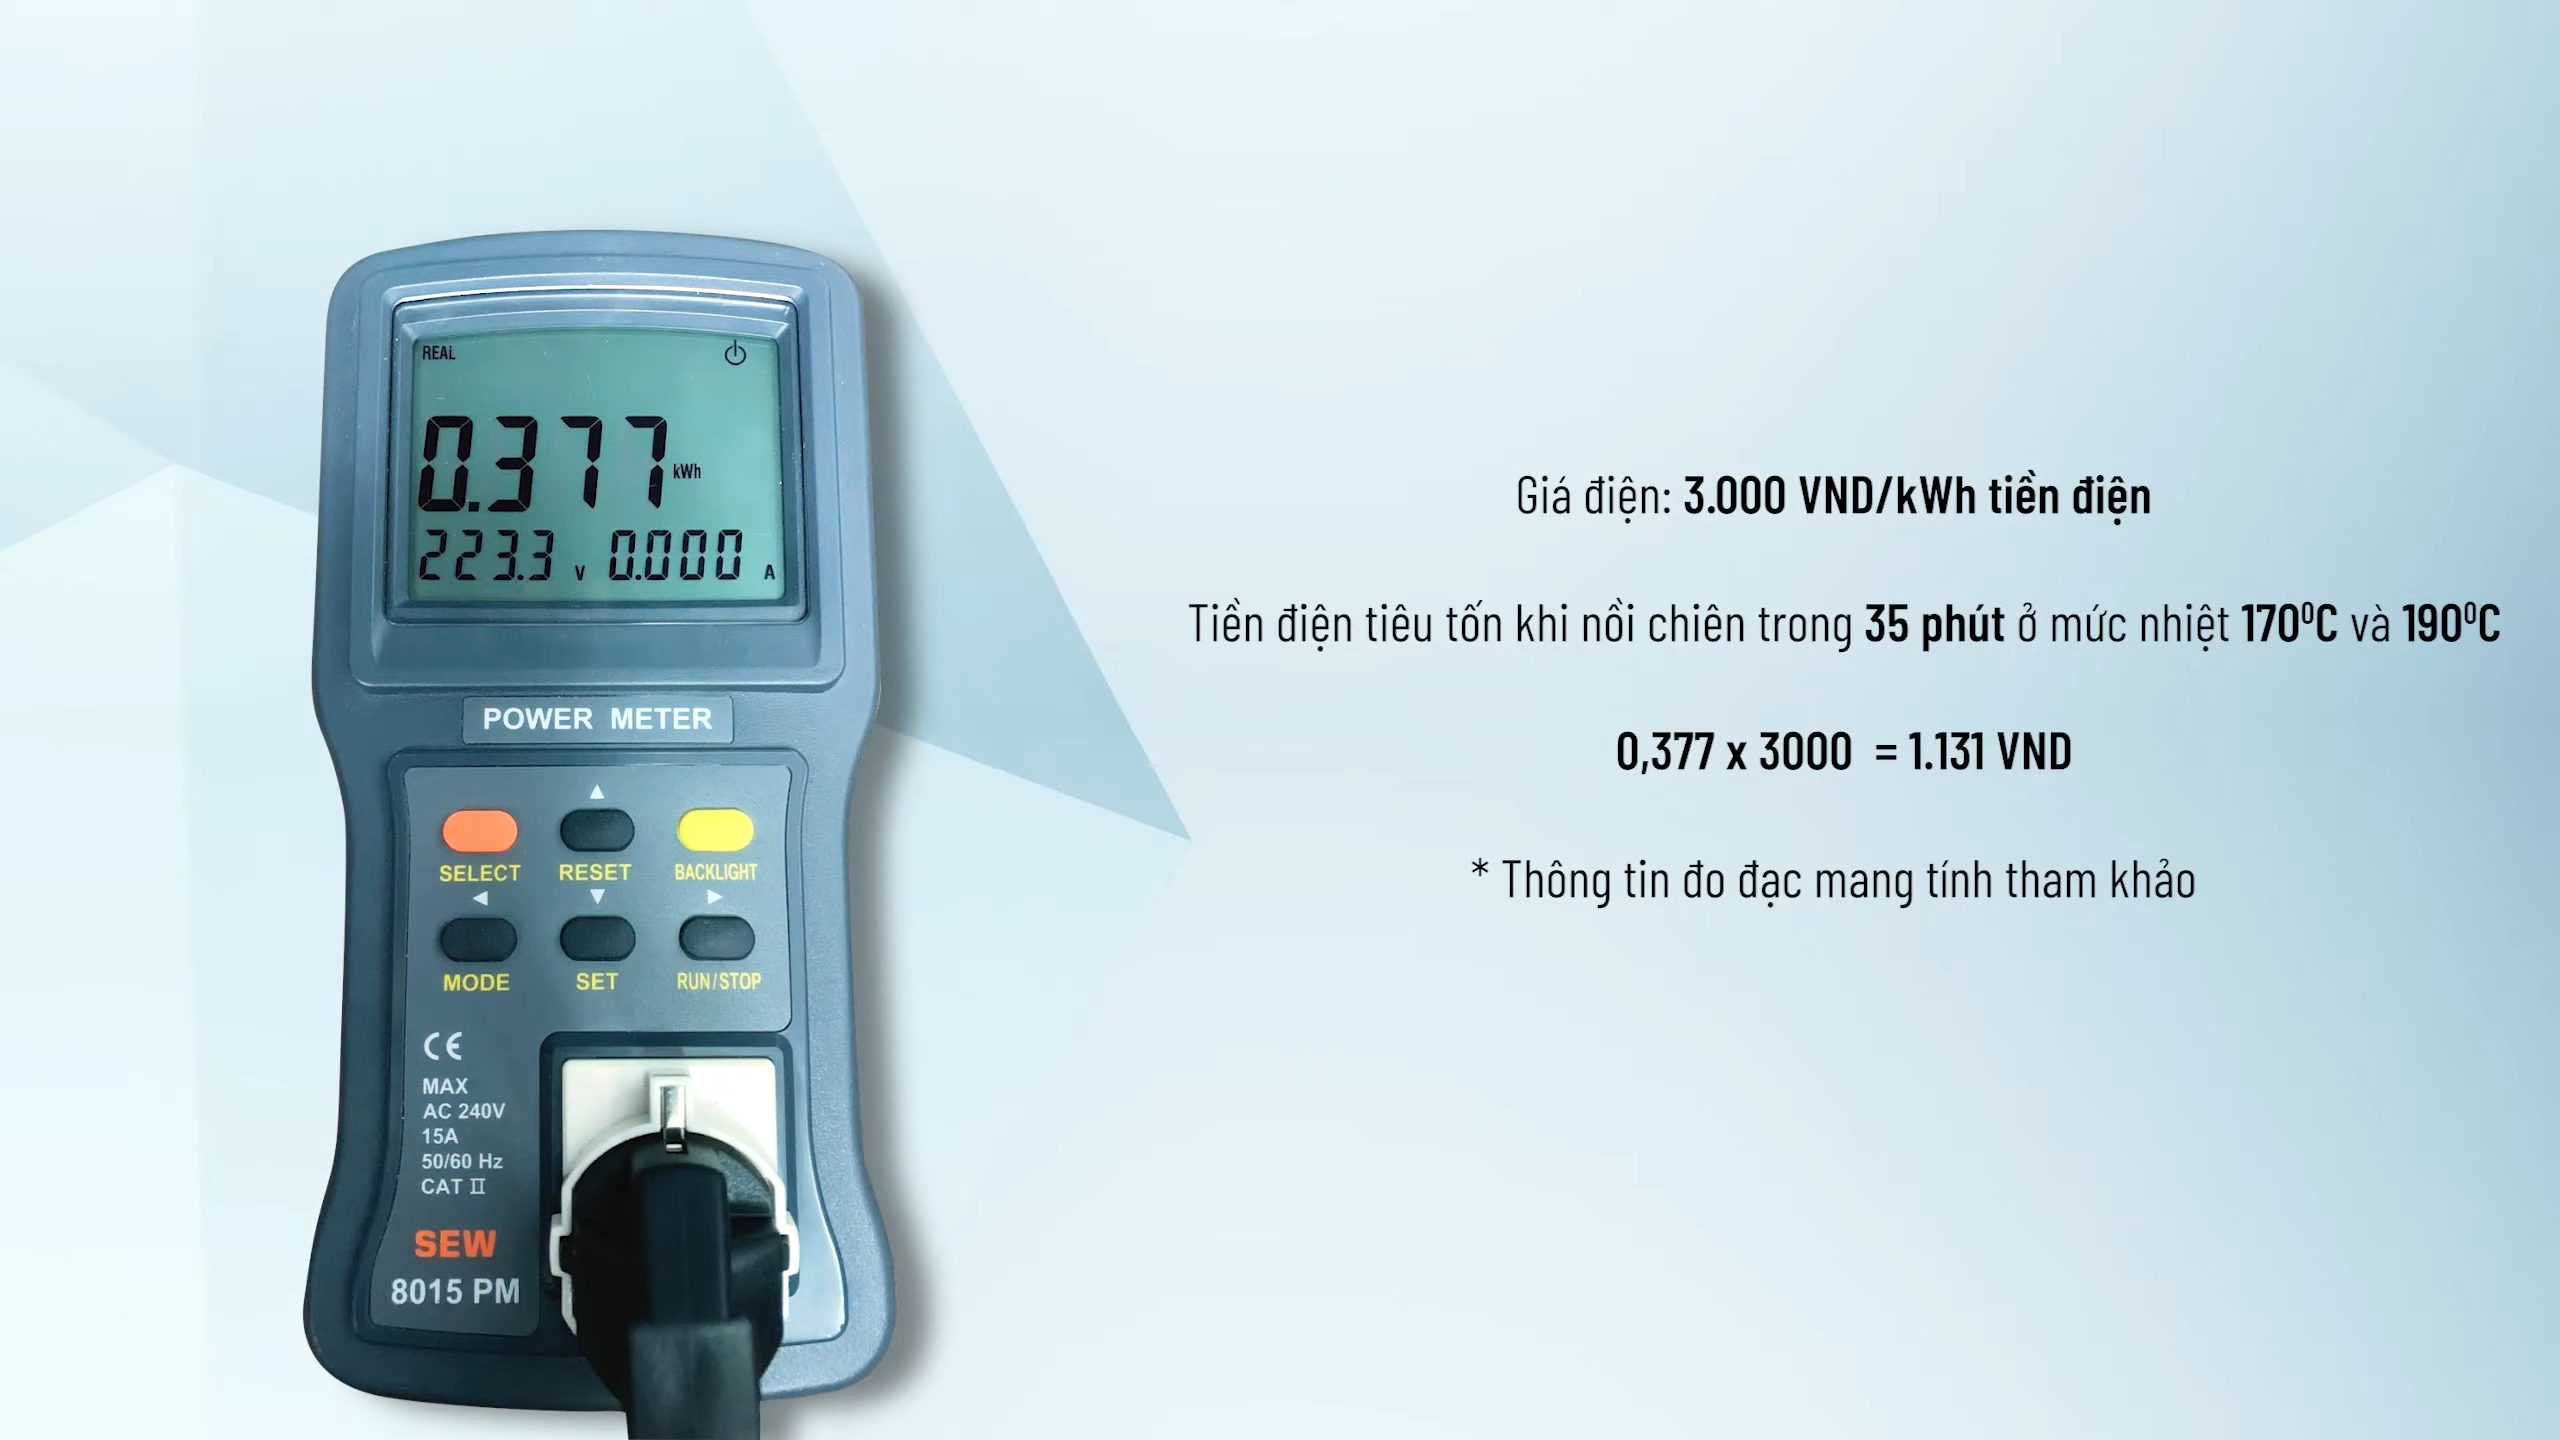 REAL
0.377 kWh
223.3 V 0.000 A
POWER METER
SELECT RESET BACKLIGHT
MODE SET RUN/STOP
CE
MAX
AC 240V
15A
50/60 Hz
CAT II
SEW
8015 PM
Giá điện: 3.000 VND/kWh tiền điện
Tiền điện tiêu tốn khi nồi chiên trong 35 phút ở mức nhiệt 170⁰C và 190⁰C
0,377 x 3000 = 1.131 VND
* Thông tin đo đạc mang tính tham khảo